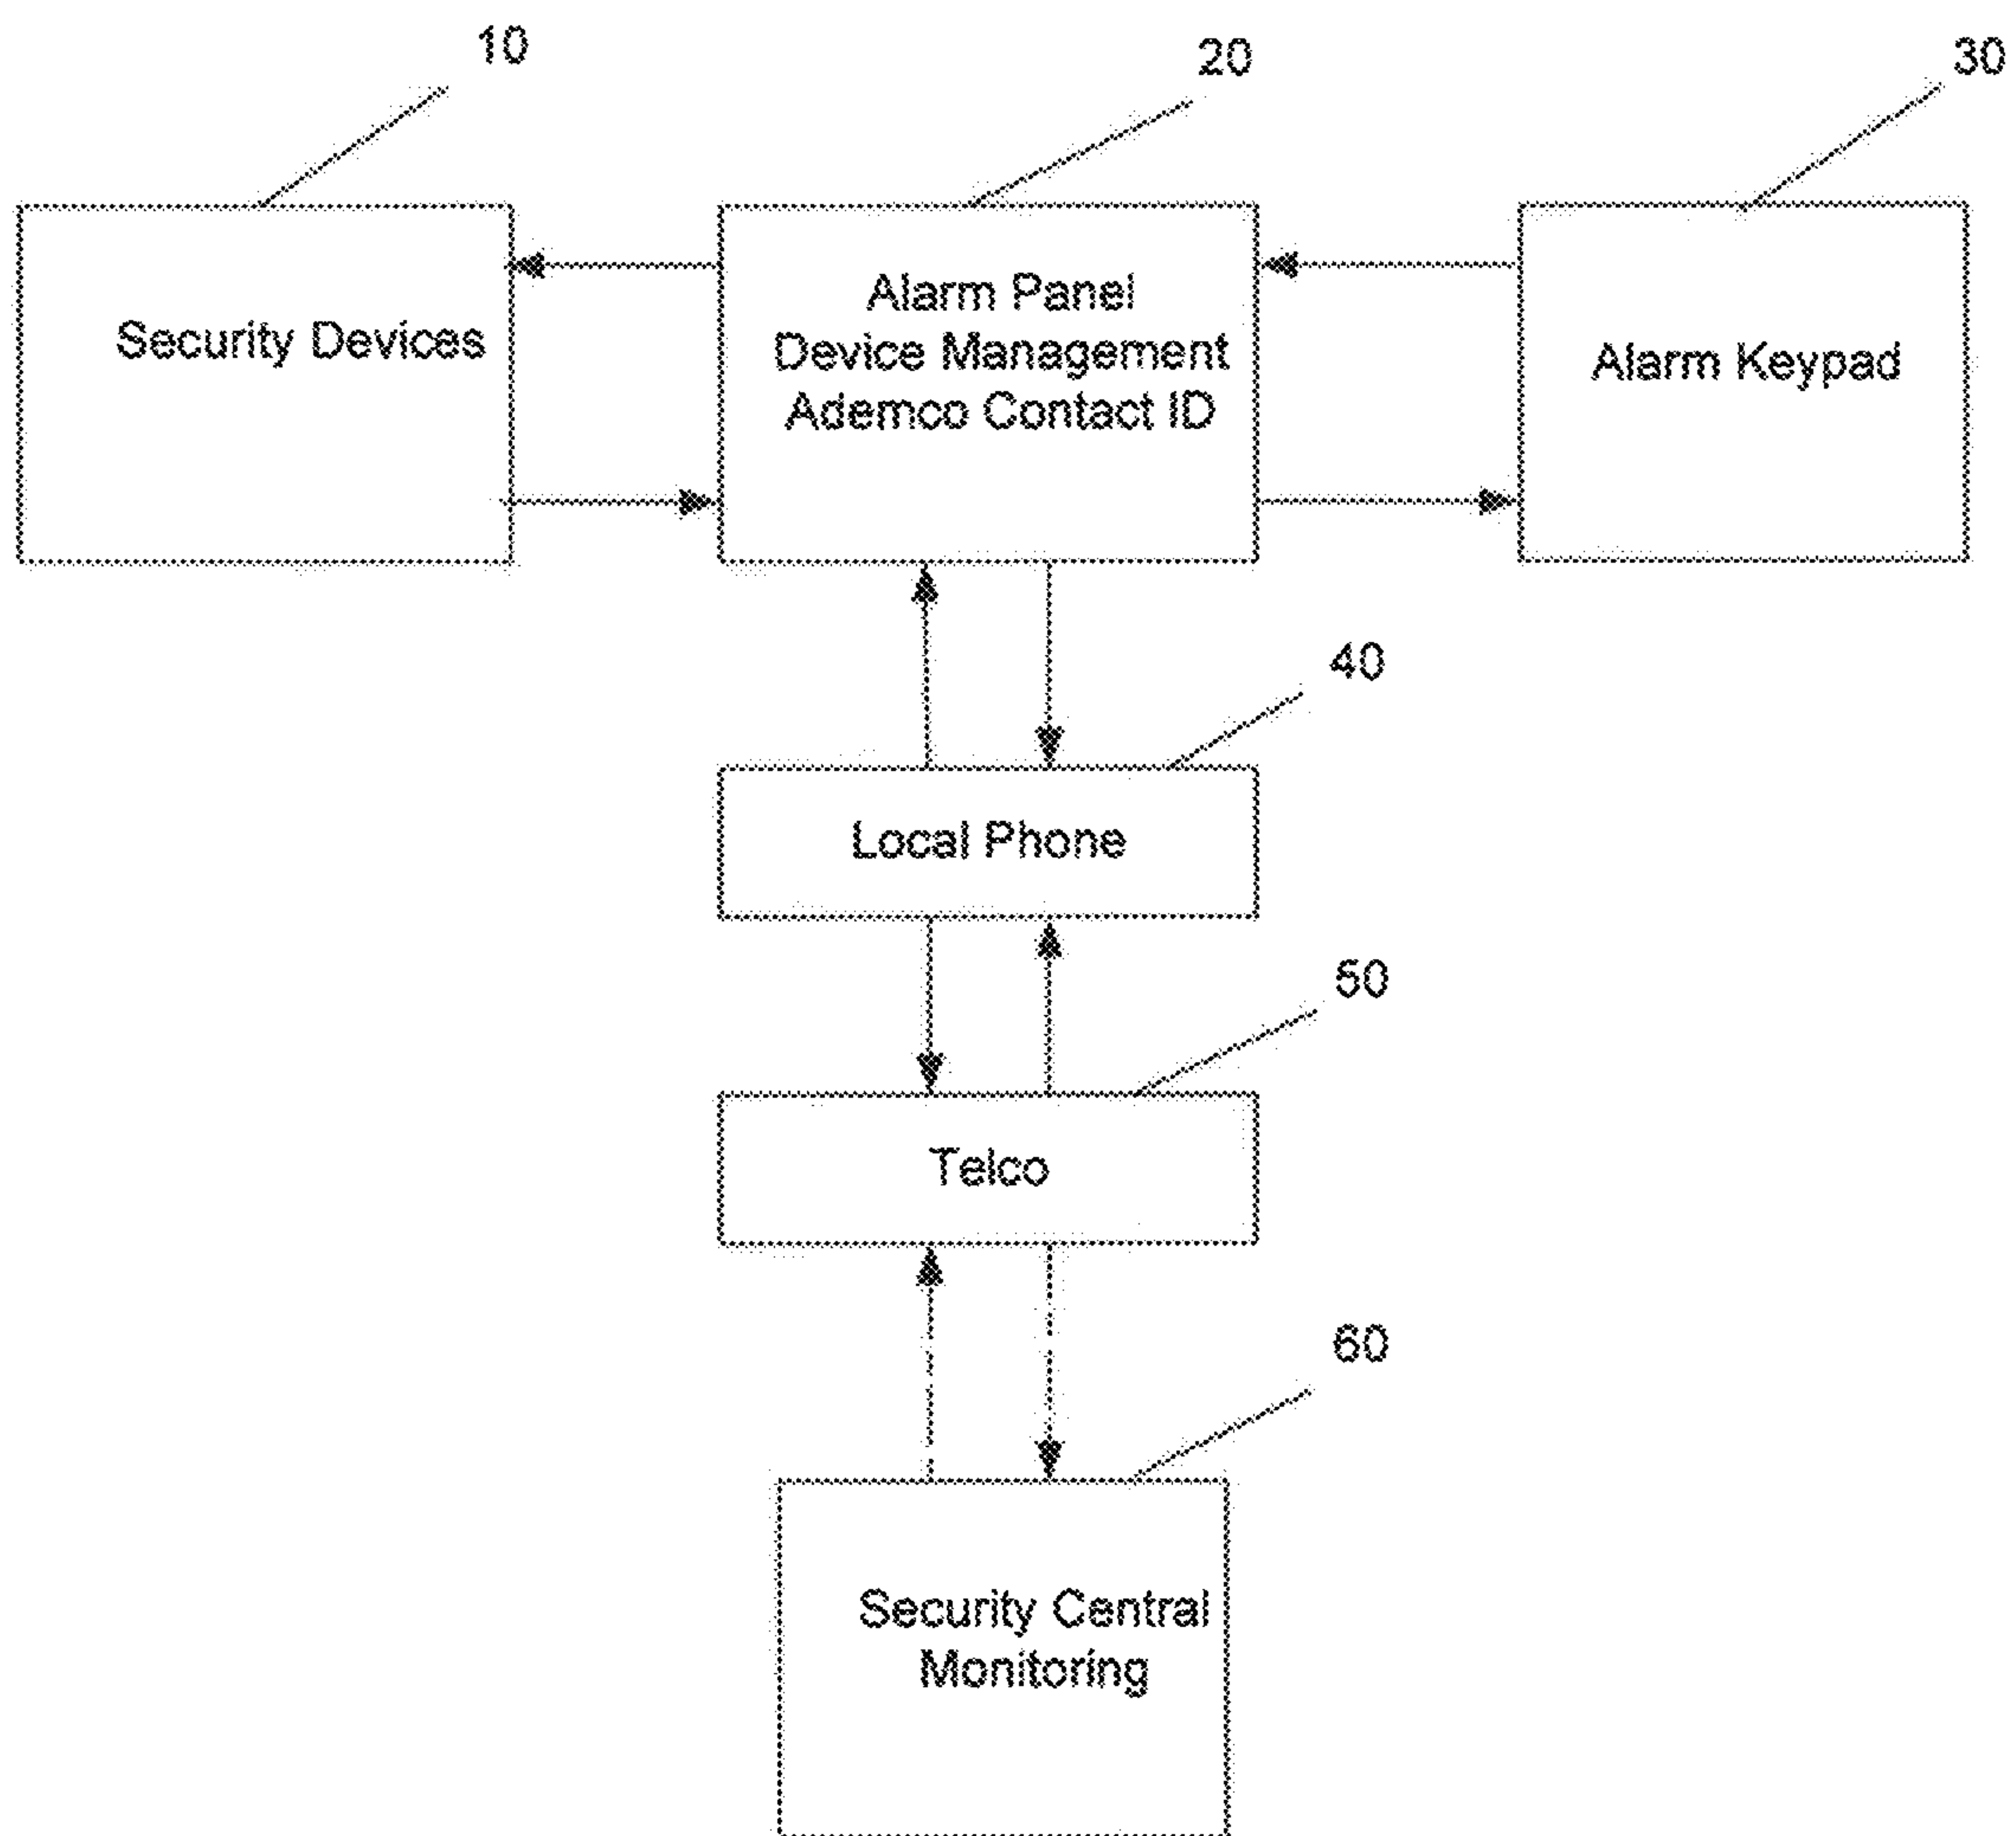 10
20
30
Security Devices
Alarm Panel
Device Management
Ademco Contact ID
Alarm Keypad
40
Local Phone
50
Telco
60
Security Central
Monitoring